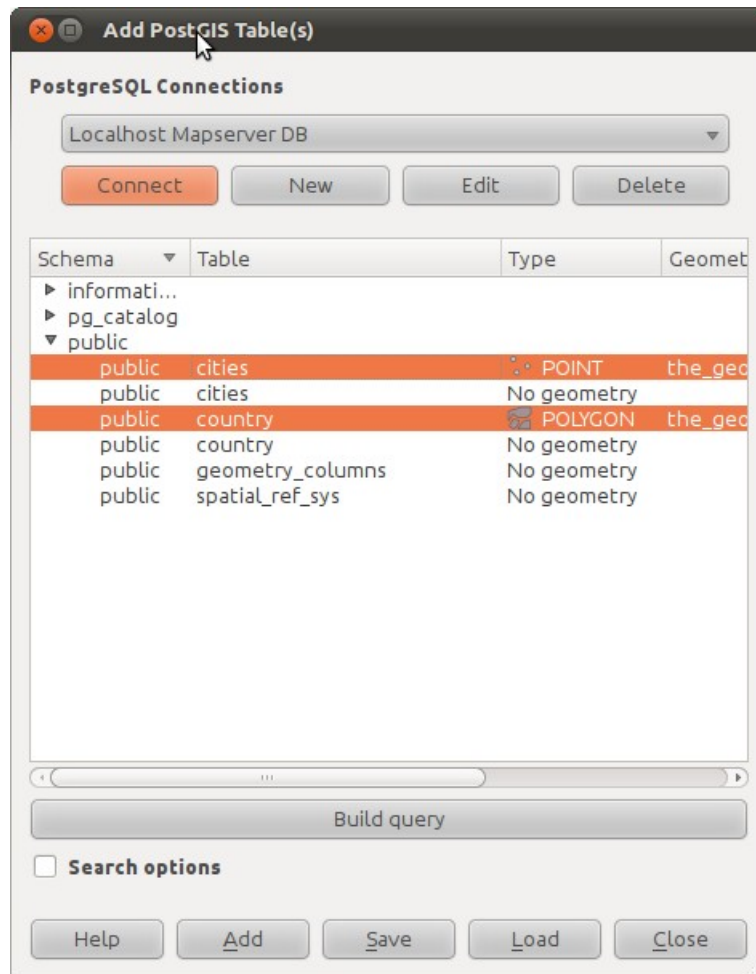 Add PostGIS Table(s)
PostgreSQL Connections
Localhost Mapserver DB
Connect New Edit Delete
Schema Table Type Geomet
informati...
pg_catalog
public
public cities POINT the_geo
public cities No geometry
public country POLYGON the_geo
public country No geometry
public geometry_columns No geometry
public spatial_ref_sys No geometry
Build query
Search options
Help Add Save Load Close